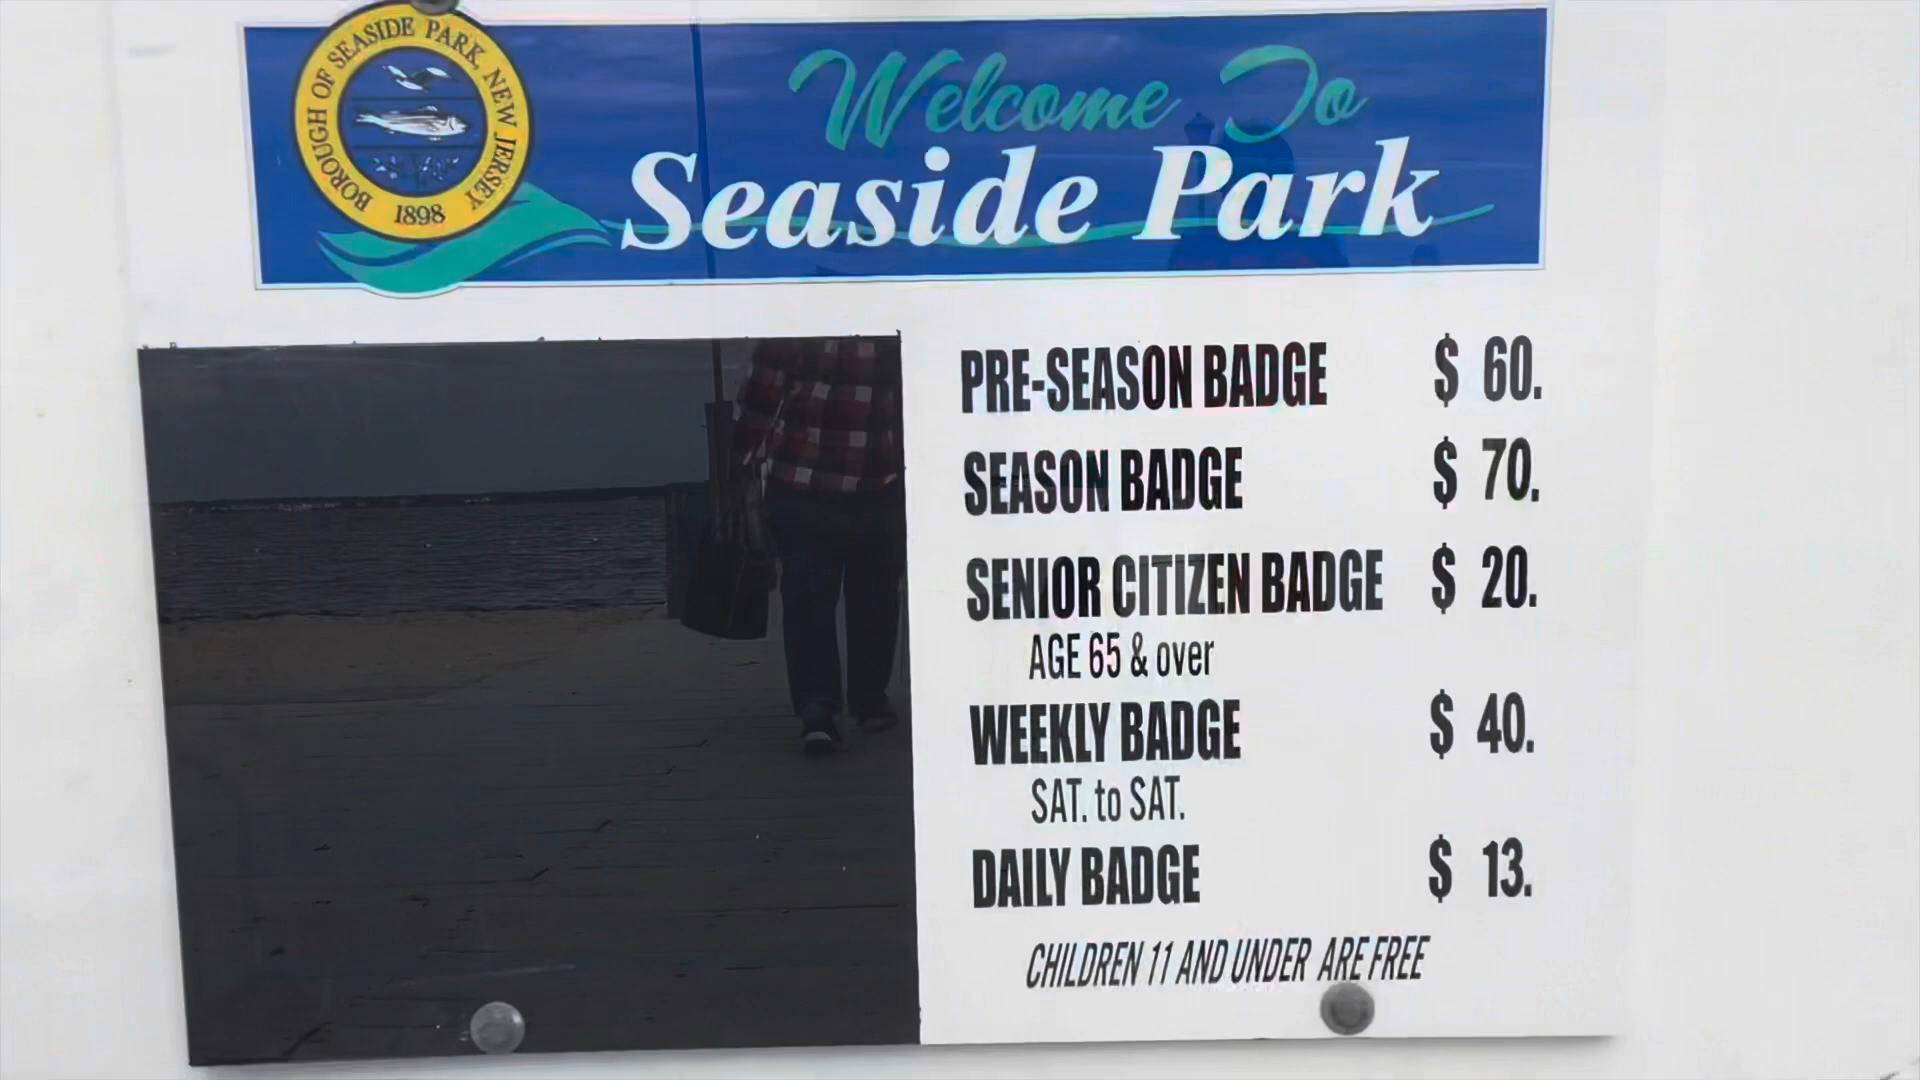 BOROUGH OF SEASIDE PARK, NEW JERSEY
1898
Welcome To
Seaside Park
PRE-SEASON BADGE $ 60.
SEASON BADGE $ 70.
SENIOR CITIZEN BADGE $ 20.
AGE 65 & over
WEEKLY BADGE $ 40.
SAT. to SAT.
DAILY BADGE $ 13.
CHILDREN 11 AND UNDER ARE FREE